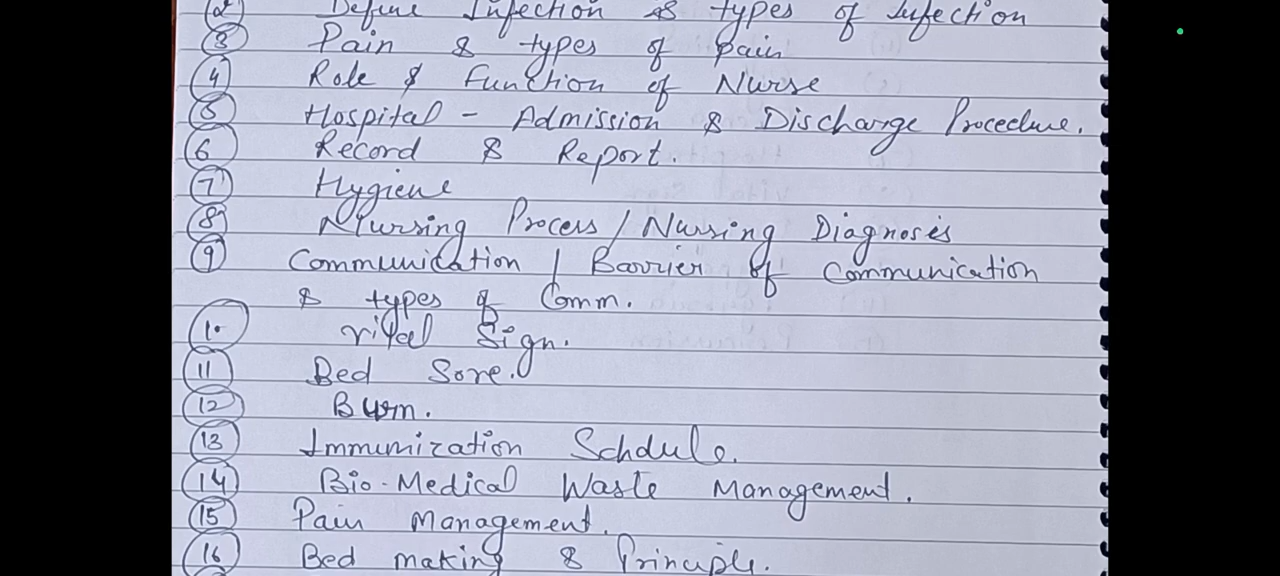 (2) Define Infection & types of Infection
(3) Pain & types of pain
(4) Role & Function of Nurse
(5) Hospital - Admission & Discharge Procedure.
(6) Record & Report.
(7) Hygiene
(8) Nursing Process / Nursing Diagnosis
(9) Communication / Barrier of Communication
& types of Comm.
(10) Vital Sign.
(11) Bed Sore.
(12) Burn.
(13) Immunization Schdule.
(14) Bio-Medical Waste Management.
(15) Pain Management.
(16) Bed making & Principle.